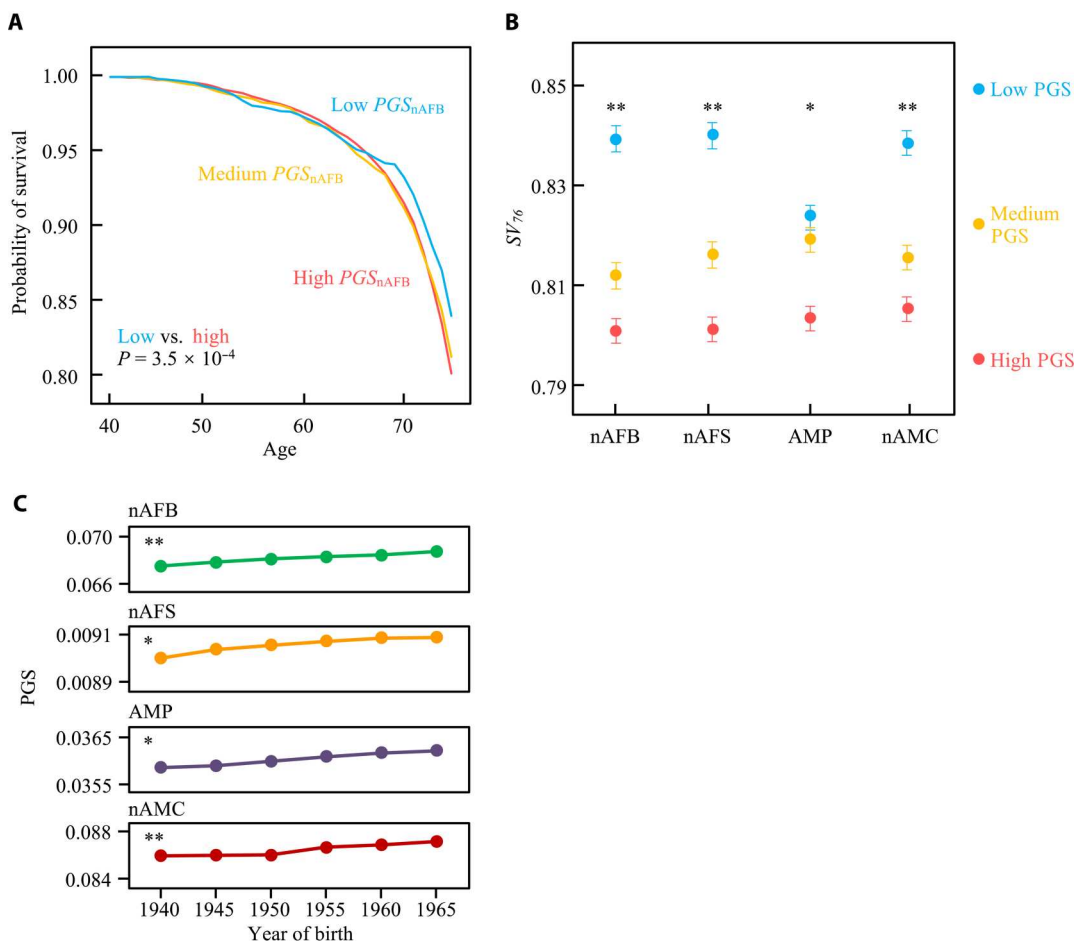 A
Probability of survival
1.00
0.95
0.90
0.85
0.80
Low PGSnAFB
Medium PGSnAFB
High PGSnAFB
Low vs. high
P = 3.5 × 10–4
40
50
60
70
Age
B
SV76
0.85
0.83
0.81
0.79
**
**
*
**
nAFB
nAFS
AMP
nAMC
Low PGS
Medium
PGS
High PGS
C
PGS
nAFB
0.070
**
0.066
nAFS
0.0091
*
0.0089
AMP
0.0365
*
0.0355
nAMC
0.088
**
0.084
1940
1945
1950
1955
1960
1965
Year of birth